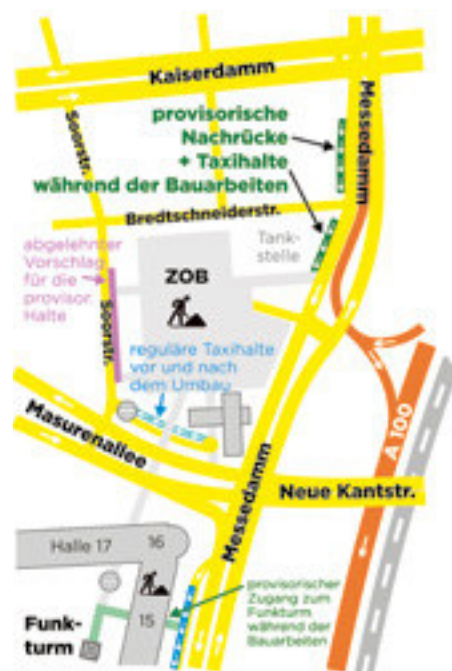 Kaiserdamm
Messedamm
Soorstr.
provisorische
Nachrücke
+ Taxihalte
während der Bauarbeiten
Bredtschneiderstr.
abgelehnter
Vorschlag
für die
provisor.
Halte
Tank-
stelle
ZOB
Soorstr.
reguläre Taxihalte
vor und nach
dem Umbau
Masurenallee
A 100
Messedamm
Neue Kantstr.
Halle 17
16
15
Funk-
turm
provisorischer
Zugang zum
Funkturm
während der
Bauarbeiten